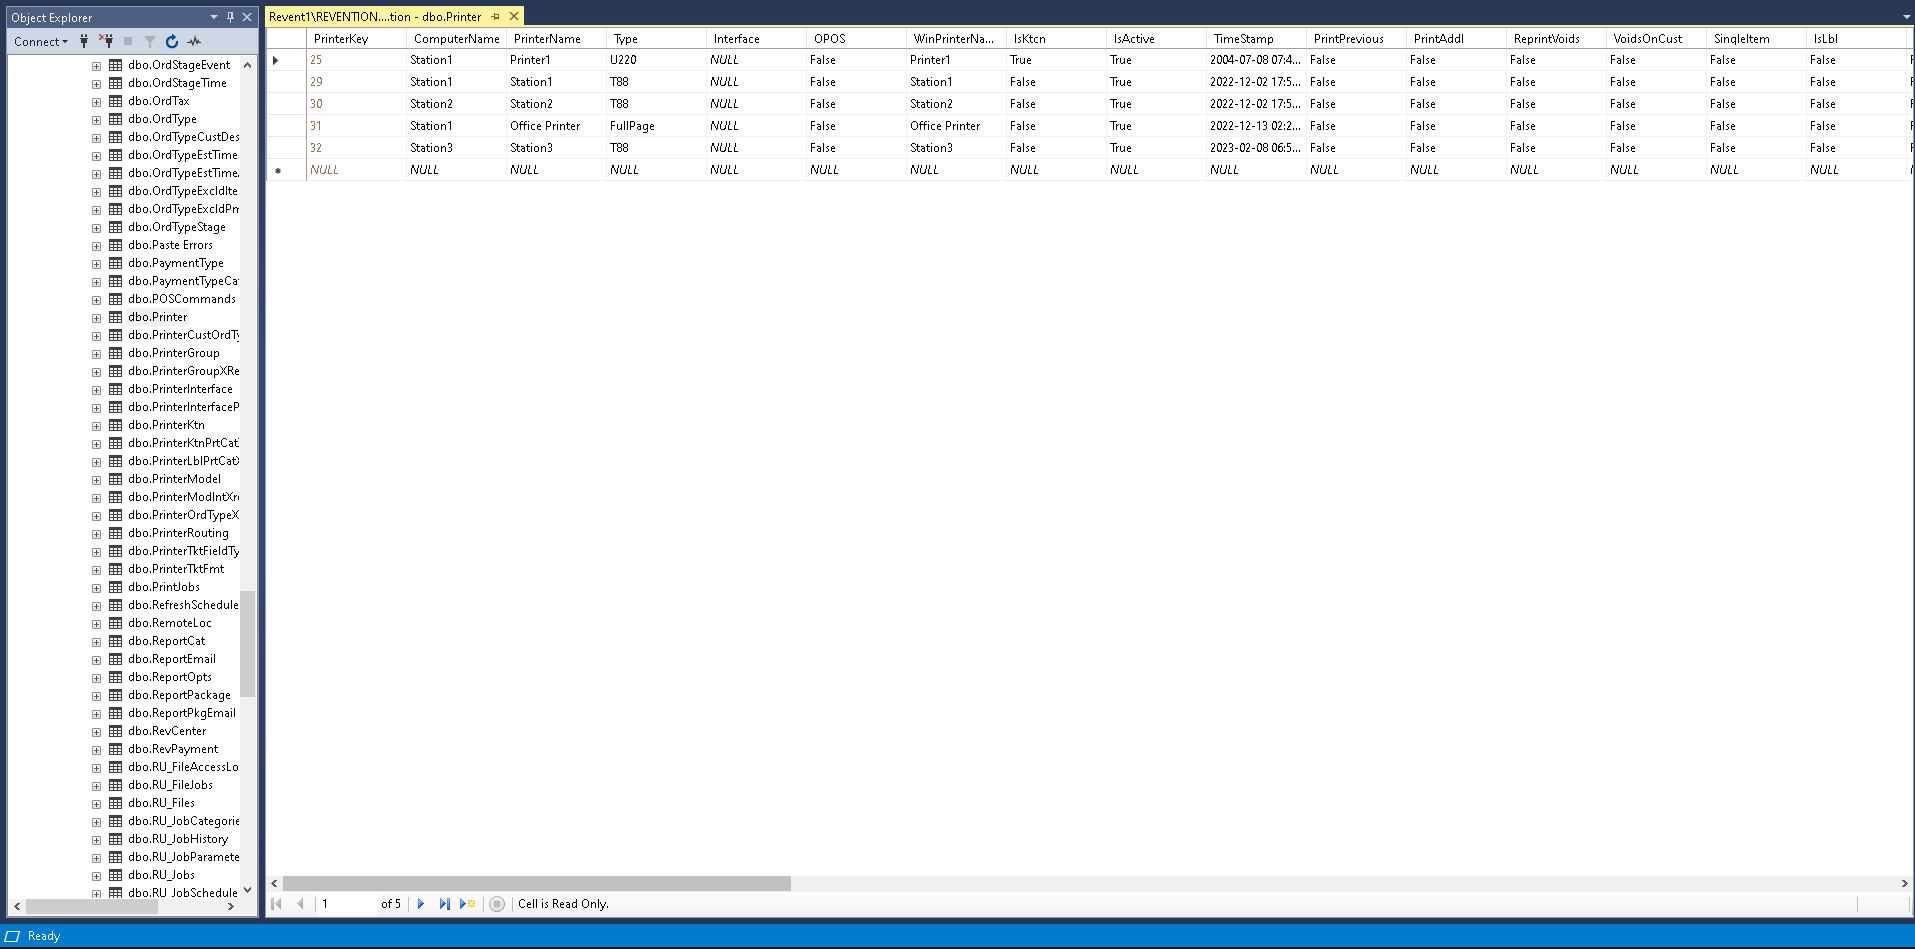 Object Explorer
Connect
dbo.OrdStageEvent
dbo.OrdStageTime
dbo.OrdTax
dbo.OrdType
dbo.OrdTypeCustDes
dbo.OrdTypeEstTime
dbo.OrdTypeEstTime.
dbo.OrdTypeExcldIte
dbo.OrdTypeExcldPm
dbo.OrdTypeStage
dbo.Paste Errors
dbo.PaymentType
dbo.PaymentTypeCa
dbo.POSCommands
dbo.Printer
dbo.PrinterCustOrdTy
dbo.PrinterGroup
dbo.PrinterGroupXRe
dbo.PrinterInterface
dbo.PrinterInterfaceP
dbo.PrinterKtn
dbo.PrinterKtnPrtCat
dbo.PrinterLblPrtCatX
dbo.PrinterModel
dbo.PrinterModIntXr
dbo.PrinterOrdTypeX
dbo.PrinterRouting
dbo.PrinterTktFieldTy
dbo.PrinterTktFmt
dbo.PrintJobs
dbo.RefreshSchedule
dbo.RemoteLoc
dbo.ReportCat
dbo.ReportEmail
dbo.ReportOpts
dbo.ReportPackage
dbo.ReportPkgEmail
dbo.RevCenter
dbo.RevPayment
dbo.RU_FileAccessLo
dbo.RU_FileJobs
dbo.RU_Files
dbo.RU_JobCategorie
dbo.RU_JobHistory
dbo.RU_JobParamete
dbo.RU_Jobs
dbo.RU_JobSchedule
Revent1\REVENTION....tion - dbo.Printer
PrinterKey ComputerName PrinterName Type Interface OPOS WinPrinterNa... IsKtcn IsActive TimeStamp PrintPrevious PrintAddl ReprintVoids VoidsOnCust SingleItem IsLbl
25 Station1 Printer1 U220 NULL False Printer1 True True 2004-07-08 07:4... False False False False False False
29 Station1 Station1 T88 NULL False Station1 False True 2022-12-02 17:5... False False False False False False
30 Station2 Station2 T88 NULL False Station2 False True 2022-12-02 17:5... False False False False False False
31 Station1 Office Printer FullPage NULL False Office Printer False True 2022-12-13 02:2... False False False False False False
32 Station3 Station3 T88 NULL False Station3 False True 2023-02-08 06:5... False False False False False False
NULL NULL NULL NULL NULL NULL NULL NULL NULL NULL NULL NULL NULL NULL NULL NULL
1 of 5 Cell is Read Only.
Ready